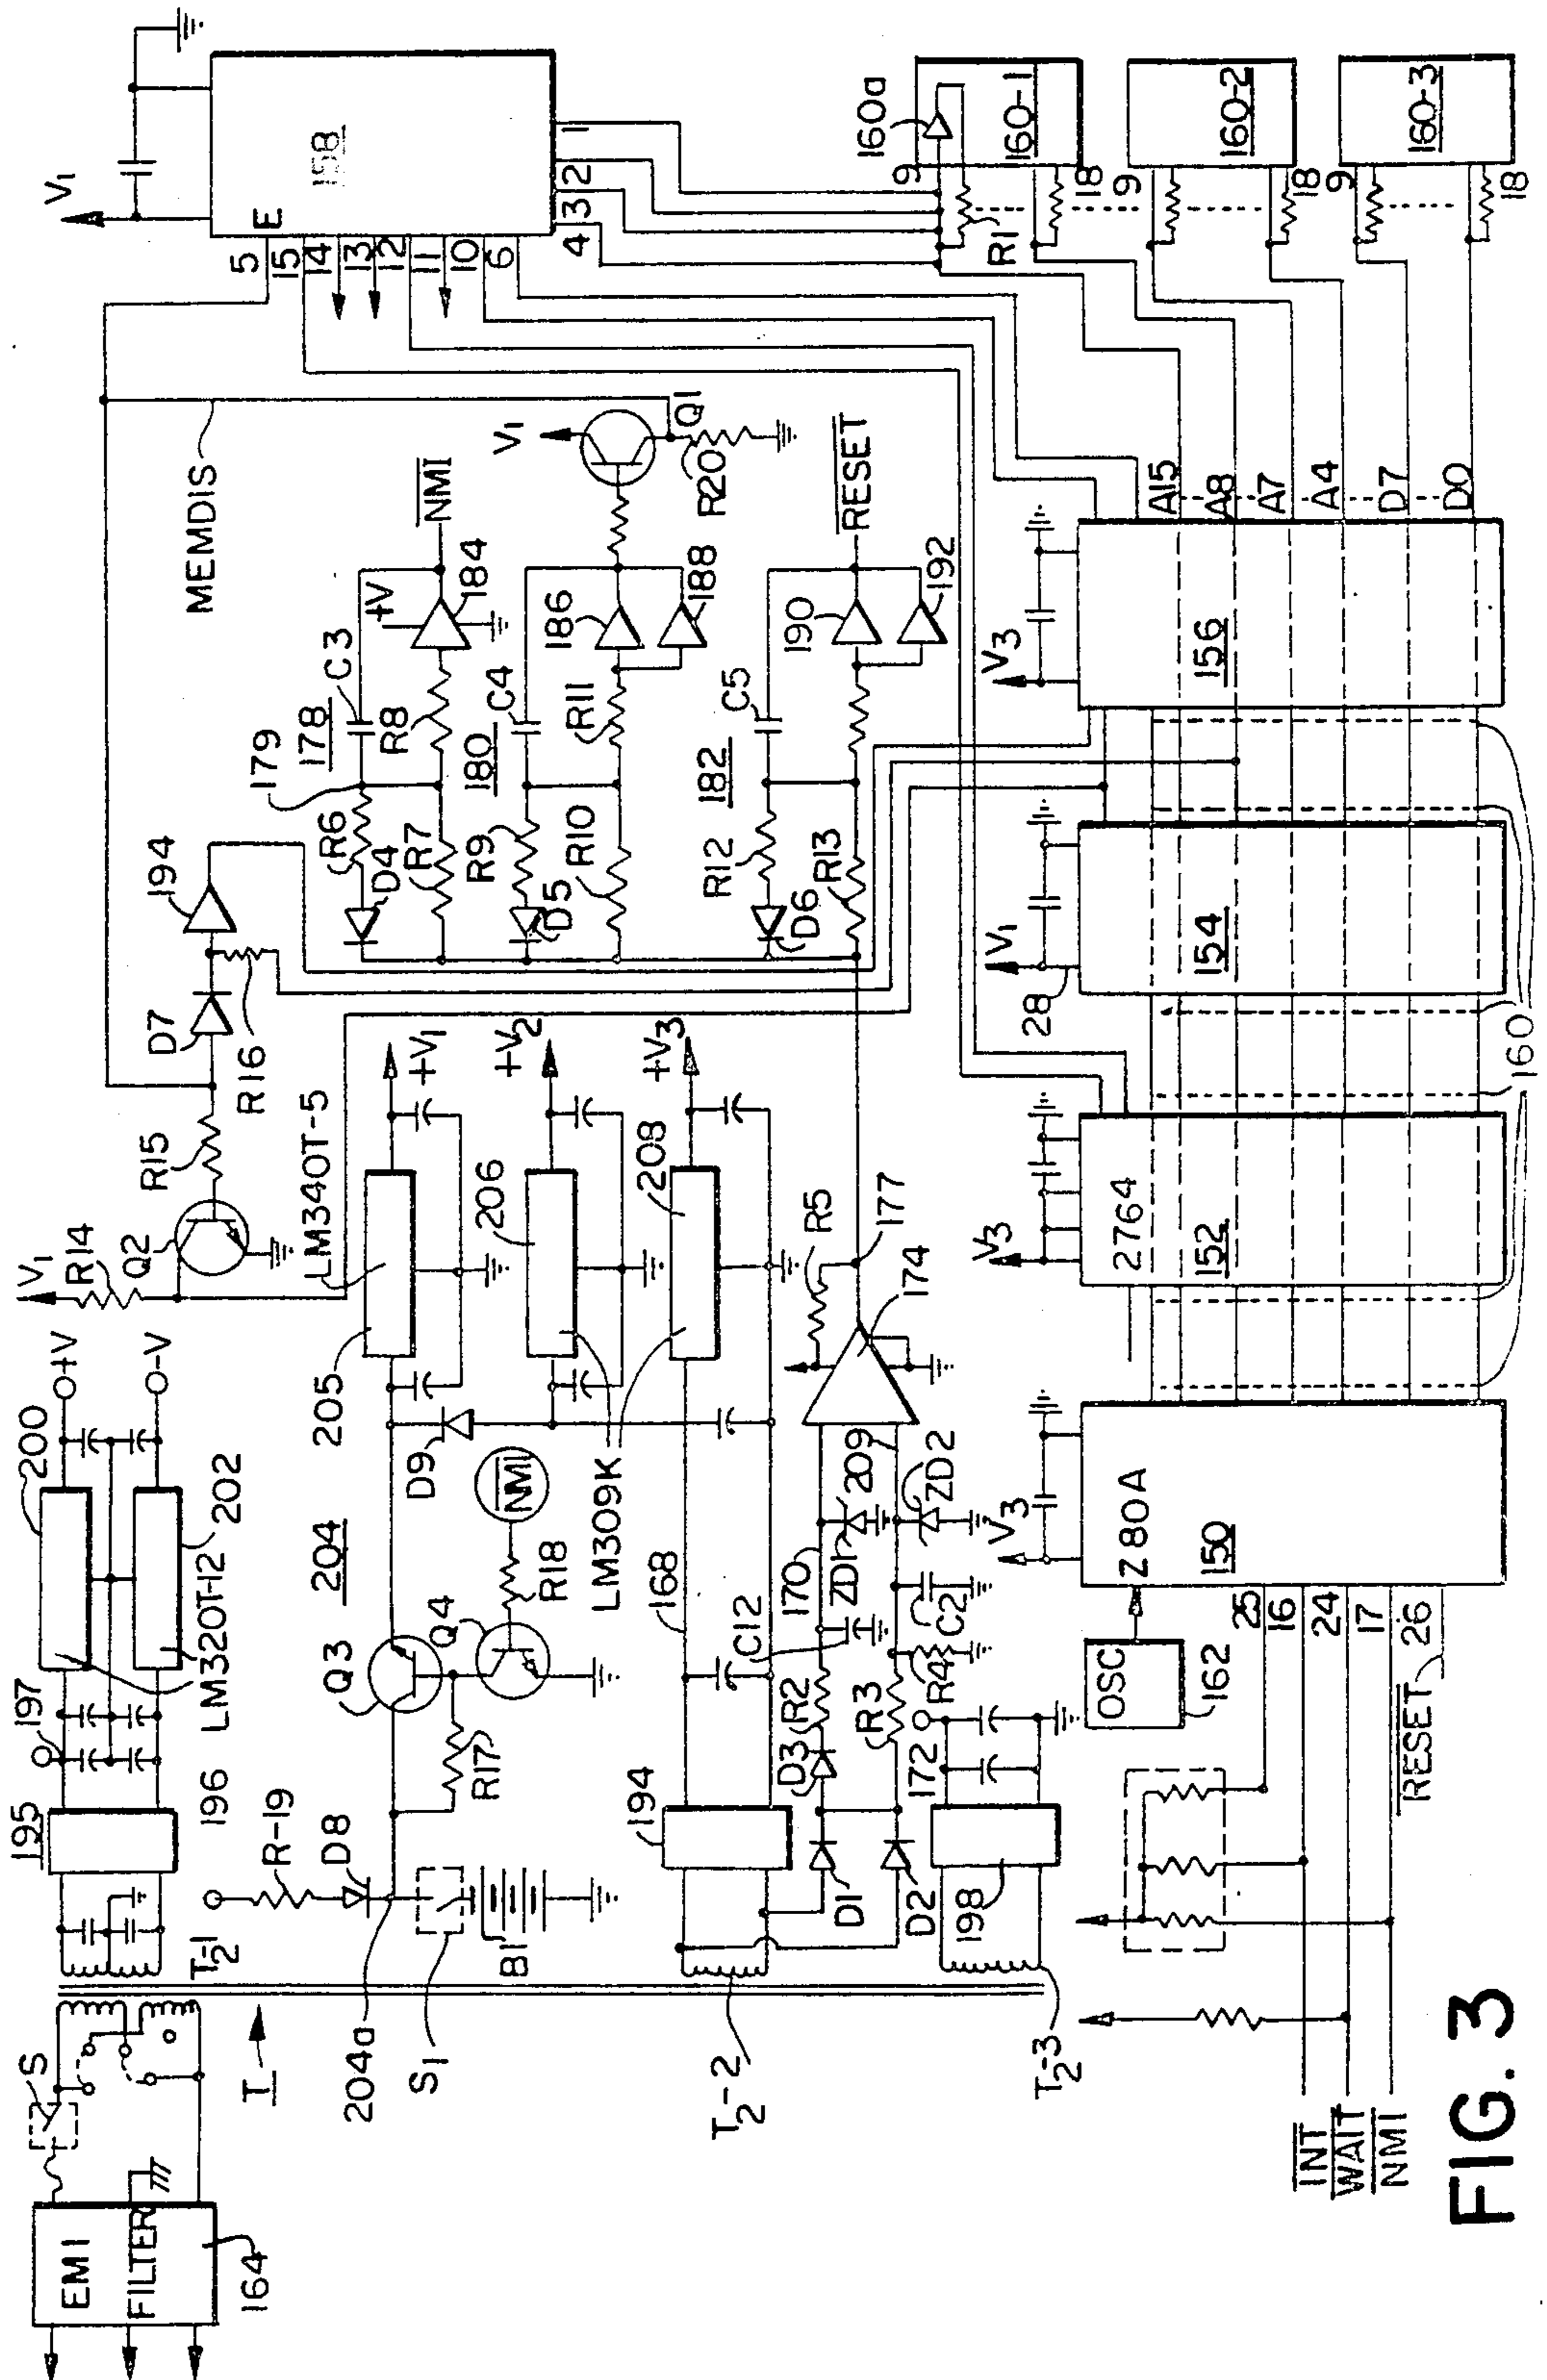 EMI
FILTER
164
S
T
T2-1
T2-2
T2-3
195
196
197
200
202
LM320T-12
+V
-V
R-19
D8
204a
S1
B1
R17
Q3
Q4
R18
NMI
204
D9
205
LM340T-5
206
208
LM309K
+V1
+V2
+V3
168
C12
194
D1
D2
D3
R2
R3
R4
C2
170
172
198
ZD1
ZD2
209
174
R5
177
V1
R14
Q2
R15
D7
R16
194
MEMDIS
179
178
R6
D4
R7
R8
C3
+V
184
NMI
180
R9
D5
R10
R11
C4
186
188
V1
Q1
R20
182
R12
D6
R13
C5
190
192
RESET
V1
158
E
5
15
14
13
12
11
10
6
4
3
2
1
160a
9
160-1
18
R1
9
160-2
18
9
160-3
18
INT
WAIT
NMI
RESET
OSC
162
Z80A
150
25
16
24
17
26
V3
V3
2764
152
V1
28
154
V3
156
160
A15
A8
A7
A4
D7
D0
FIG. 3